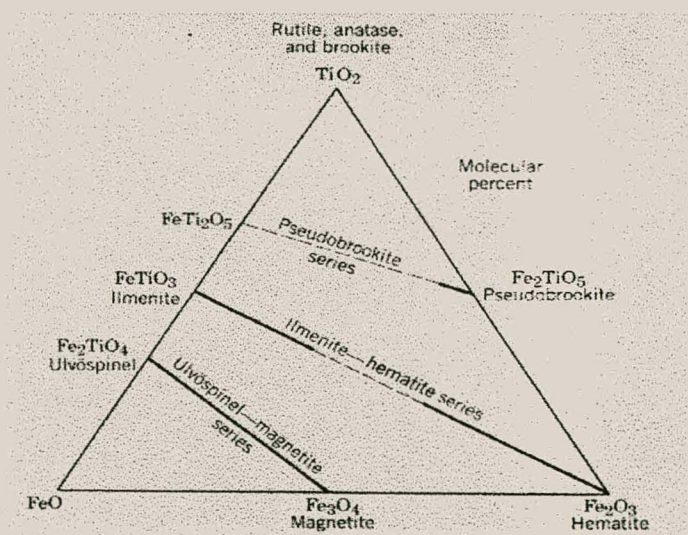 Rutile, anatase,
and brookite
TiO2
Molecular
percent
FeTi2O5
Pseudobrookite
series
FeTiO3
Ilmenite
Fe2TiO5
Pseudobrookite
Ilmenite—hematite series
Fe2TiO4
Ulvöspinel
Ulvöspinel—magnetite
series
FeO
Fe3O4
Magnetite
Fe2O3
Hematite